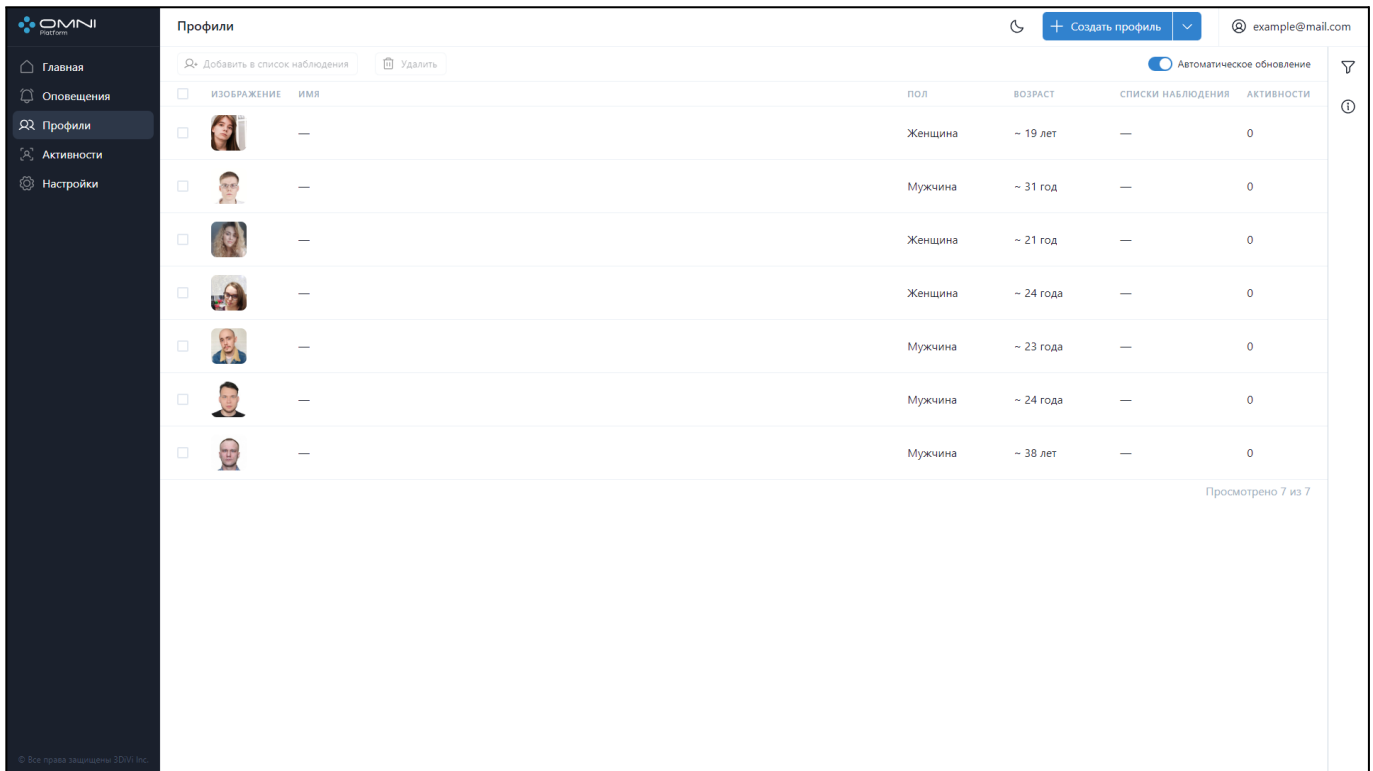 OMNI
Platform
Профили
Создать профиль
example@mail.com
Главная
Оповещения
Профили
Активности
Настройки
Добавить в список наблюдения
Удалить
Автоматическое обновление
ИЗОБРАЖЕНИЕ ИМЯ ПОЛ ВОЗРАСТ СПИСКИ НАБЛЮДЕНИЯ АКТИВНОСТИ
— Женщина ~ 19 лет — 0
— Мужчина ~ 31 год — 0
— Женщина ~ 21 год — 0
— Женщина ~ 24 года — 0
— Мужчина ~ 23 года — 0
— Мужчина ~ 24 года — 0
— Мужчина ~ 38 лет — 0
Просмотрено 7 из 7
© Все права защищены 3DiVi Inc.